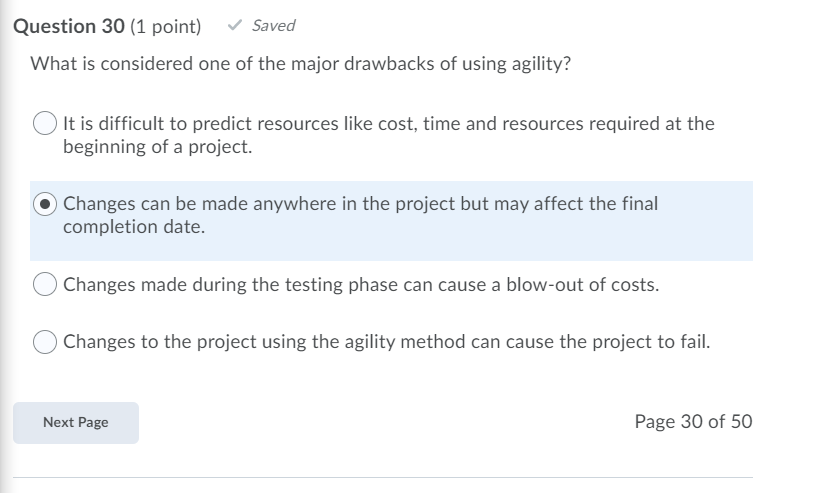 Question 30 (1 point) Saved
What is considered one of the major drawbacks of using agility?
It is difficult to predict resources like cost, time and resources required at the
beginning of a project.
Changes can be made anywhere in the project but may affect the final
completion date.
Changes made during the testing phase can cause a blow-out of costs.
Changes to the project using the agility method can cause the project to fail.
Next Page
Page 30 of 50